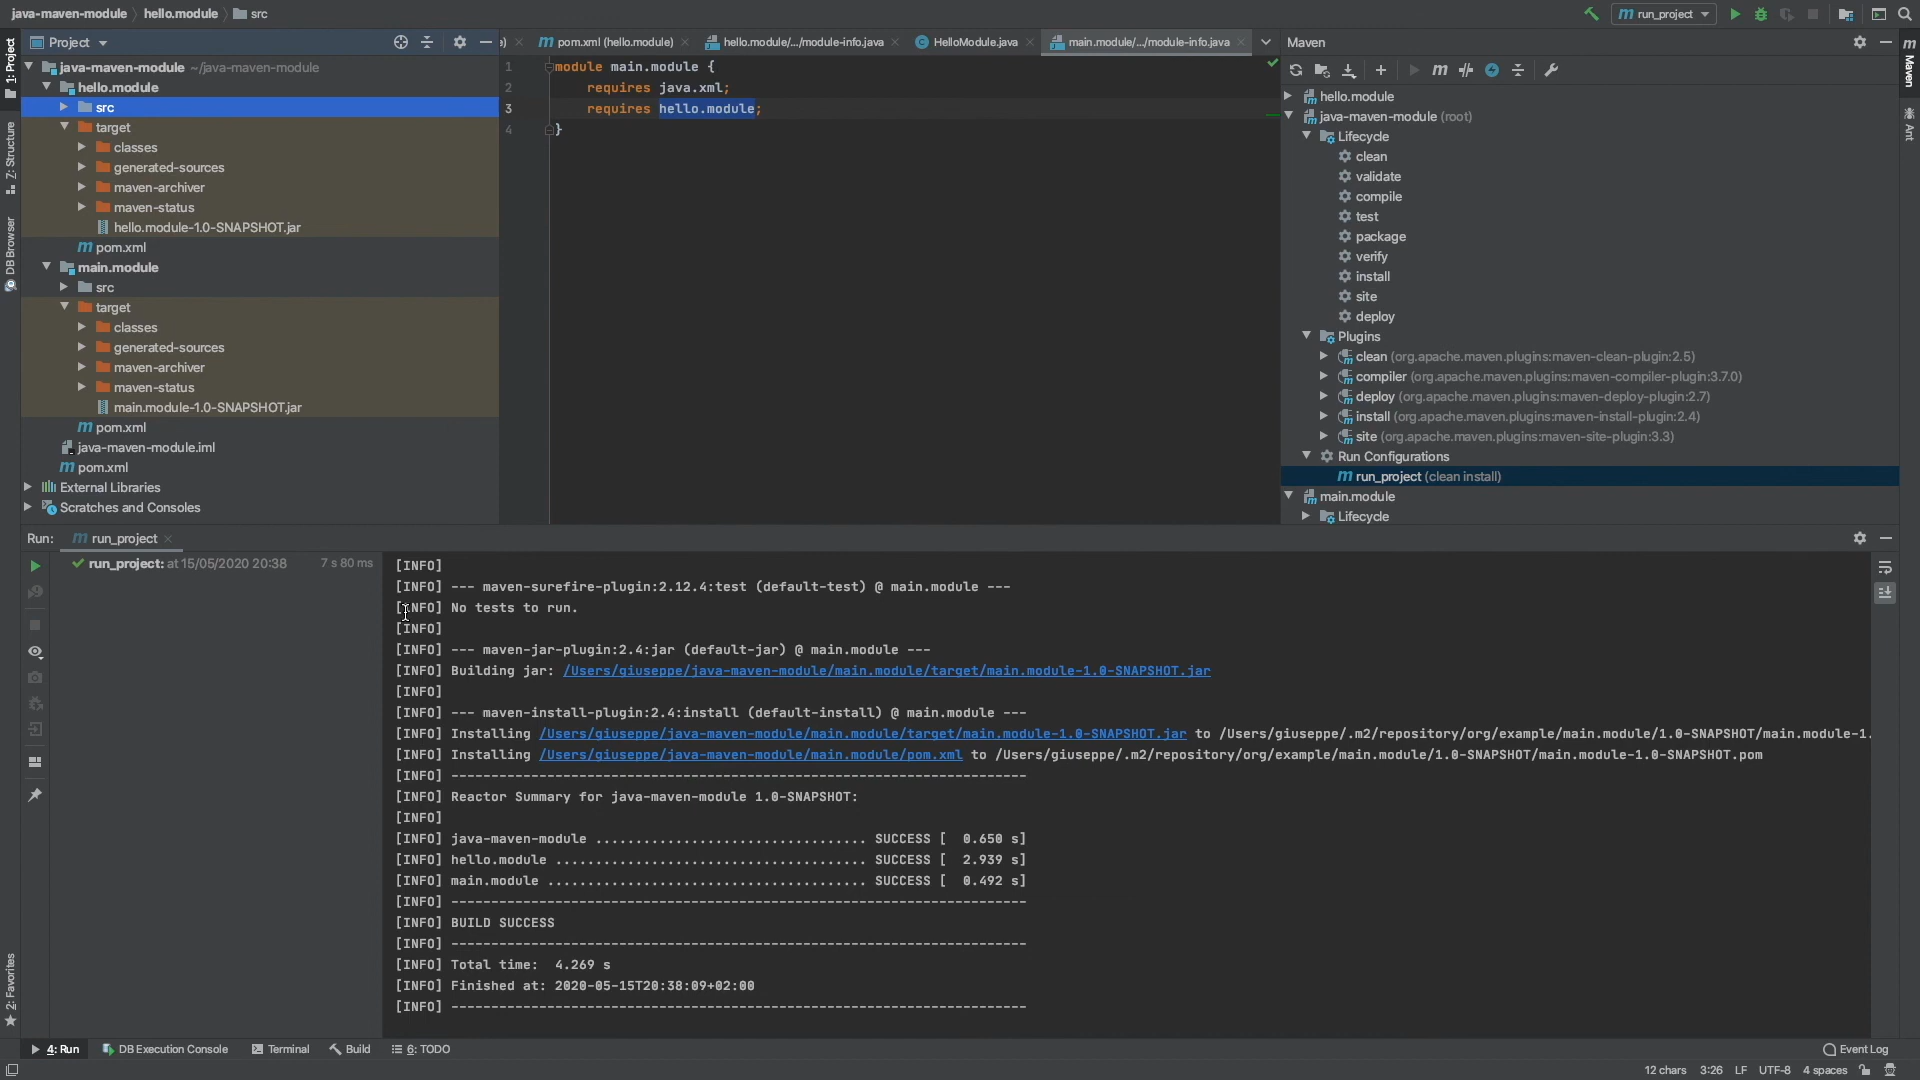 java-maven-module hello.module src
run_project
Project
pom.xml (hello.module) hello.module/.../module-info.java HelloModule.java main.module/.../module-info.java
Maven
1: Project
Z: Structure
DB Browser
2: Favorites
java-maven-module ~/java-maven-module
hello.module
src
target
classes
generated-sources
maven-archiver
maven-status
hello.module-1.0-SNAPSHOT.jar
pom.xml
main.module
src
target
classes
generated-sources
maven-archiver
maven-status
main.module-1.0-SNAPSHOT.jar
pom.xml
java-maven-module.iml
pom.xml
External Libraries
Scratches and Consoles
1 module main.module {
2 requires java.xml;
3 requires hello.module;
4 }
hello.module
java-maven-module (root)
Lifecycle
clean
validate
compile
test
package
verify
install
site
deploy
Plugins
clean (org.apache.maven.plugins:maven-clean-plugin:2.5)
compiler (org.apache.maven.plugins:maven-compiler-plugin:3.7.0)
deploy (org.apache.maven.plugins:maven-deploy-plugin:2.7)
install (org.apache.maven.plugins:maven-install-plugin:2.4)
site (org.apache.maven.plugins:maven-site-plugin:3.3)
Run Configurations
run_project (clean install)
main.module
Lifecycle
Maven
Ant
Run: run_project
run_project: at 15/05/2020 20:38 7 s 80 ms
[INFO]
[INFO] --- maven-surefire-plugin:2.12.4:test (default-test) @ main.module ---
[INFO] No tests to run.
[INFO]
[INFO] --- maven-jar-plugin:2.4:jar (default-jar) @ main.module ---
[INFO] Building jar: /Users/giuseppe/java-maven-module/main.module/target/main.module-1.0-SNAPSHOT.jar
[INFO]
[INFO] --- maven-install-plugin:2.4:install (default-install) @ main.module ---
[INFO] Installing /Users/giuseppe/java-maven-module/main.module/target/main.module-1.0-SNAPSHOT.jar to /Users/giuseppe/.m2/repository/org/example/main.module/1.0-SNAPSHOT/main.module-1.
[INFO] Installing /Users/giuseppe/java-maven-module/main.module/pom.xml to /Users/giuseppe/.m2/repository/org/example/main.module/1.0-SNAPSHOT/main.module-1.0-SNAPSHOT.pom
[INFO] ------------------------------------------------------------------------
[INFO] Reactor Summary for java-maven-module 1.0-SNAPSHOT:
[INFO]
[INFO] java-maven-module .................................. SUCCESS [  0.650 s]
[INFO] hello.module ....................................... SUCCESS [  2.939 s]
[INFO] main.module ........................................ SUCCESS [  0.492 s]
[INFO] ------------------------------------------------------------------------
[INFO] BUILD SUCCESS
[INFO] ------------------------------------------------------------------------
[INFO] Total time:  4.269 s
[INFO] Finished at: 2020-05-15T20:38:09+02:00
[INFO] ------------------------------------------------------------------------
4: Run DB Execution Console Terminal Build 6: TODO Event Log
12 chars 3:26 LF UTF-8 4 spaces